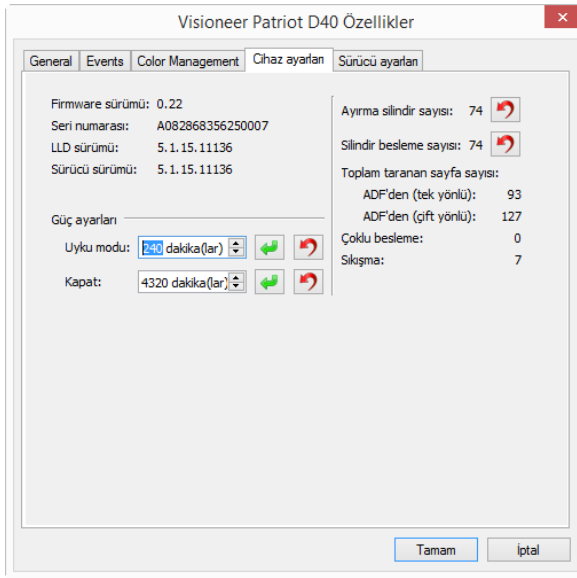 Visioneer Patriot D40 Özellikler
General Events Color Management Cihaz ayarları Sürücü ayarları
Firmware sürümü: 0.22
Seri numarası: A082868356250007
LLD sürümü: 5.1.15.11136
Sürücü sürümü: 5.1.15.11136
Güç ayarları
Uyku modu: 240 dakika(lar)
Kapat: 4320 dakika(lar)
Ayırma silindir sayısı: 74
Silindir besleme sayısı: 74
Toplam taranan sayfa sayısı:
ADF'den (tek yönlü): 93
ADF'den (çift yönlü): 127
Çoklu besleme: 0
Sıkışma: 7
Tamam İptal